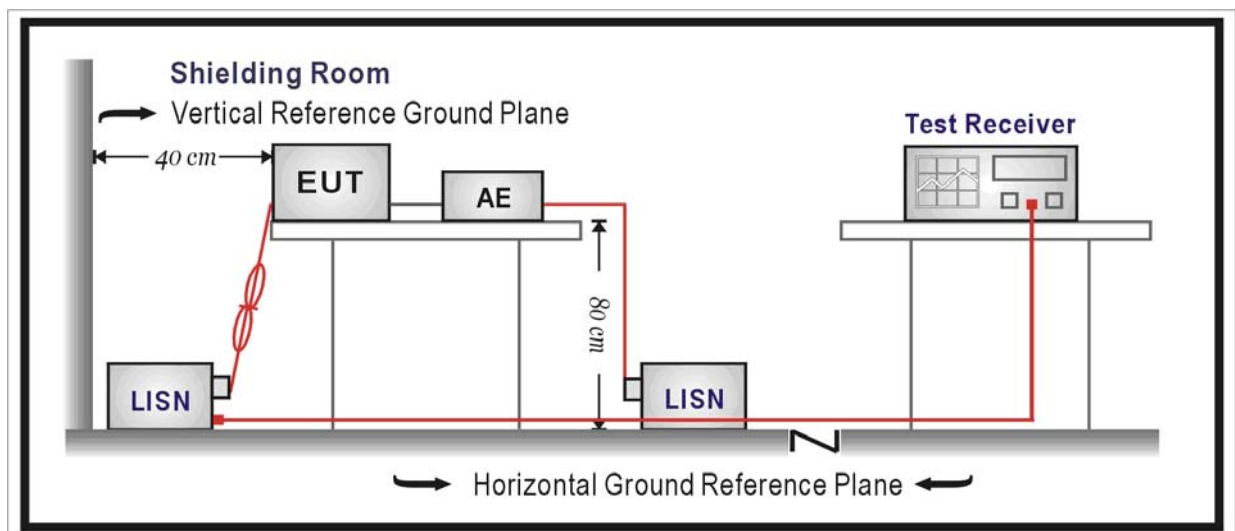 Shielding Room
Vertical Reference Ground Plane
Test Receiver
40 cm
EUT
AE
80 cm
LISN
LISN
Horizontal Ground Reference Plane